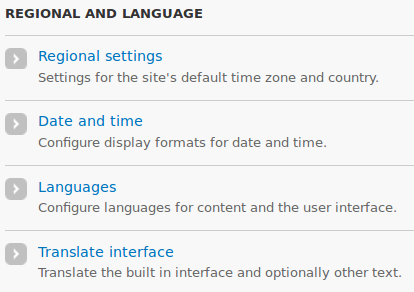 REGIONAL AND LANGUAGE
Regional settings
Settings for the site's default time zone and country.
Date and time
Configure display formats for date and time.
Languages
Configure languages for content and the user interface.
Translate interface
Translate the built in interface and optionally other text.